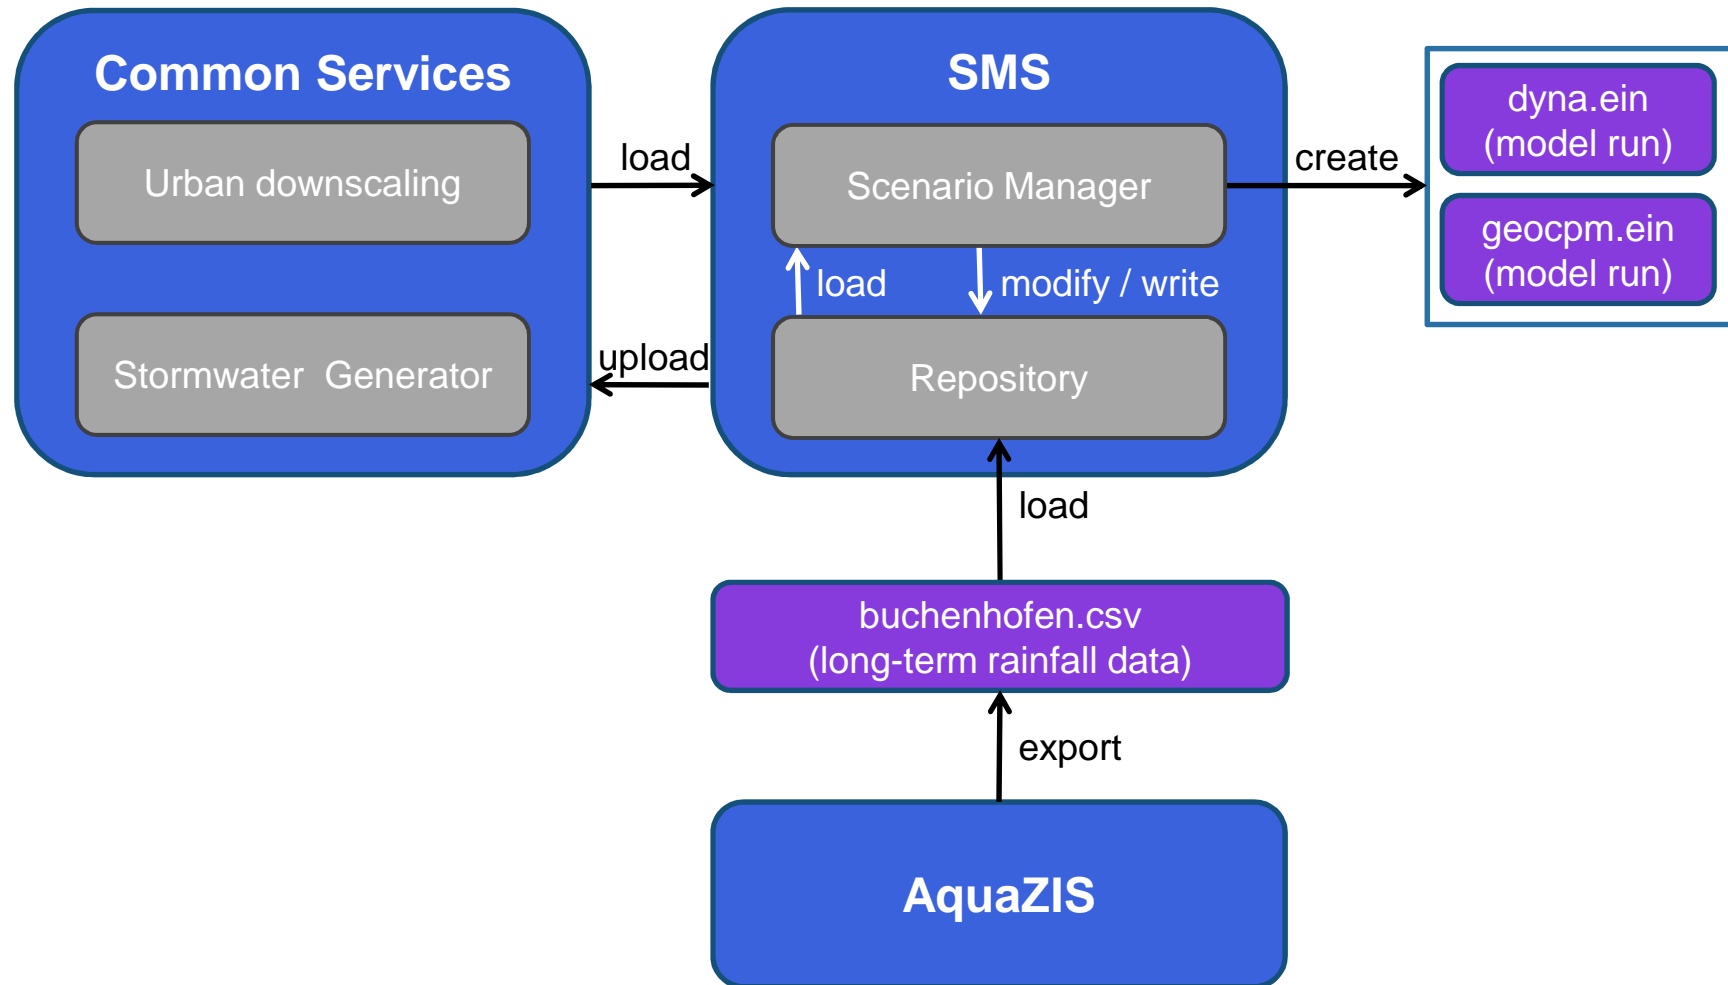 Common Services
Urban downscaling
Stormwater  Generator
load
upload
SMS
Scenario Manager
load
modify / write
Repository
create
dyna.ein
(model run)
geocpm.ein
(model run)
load
buchenhofen.csv
(long-term rainfall data)
export
AquaZIS